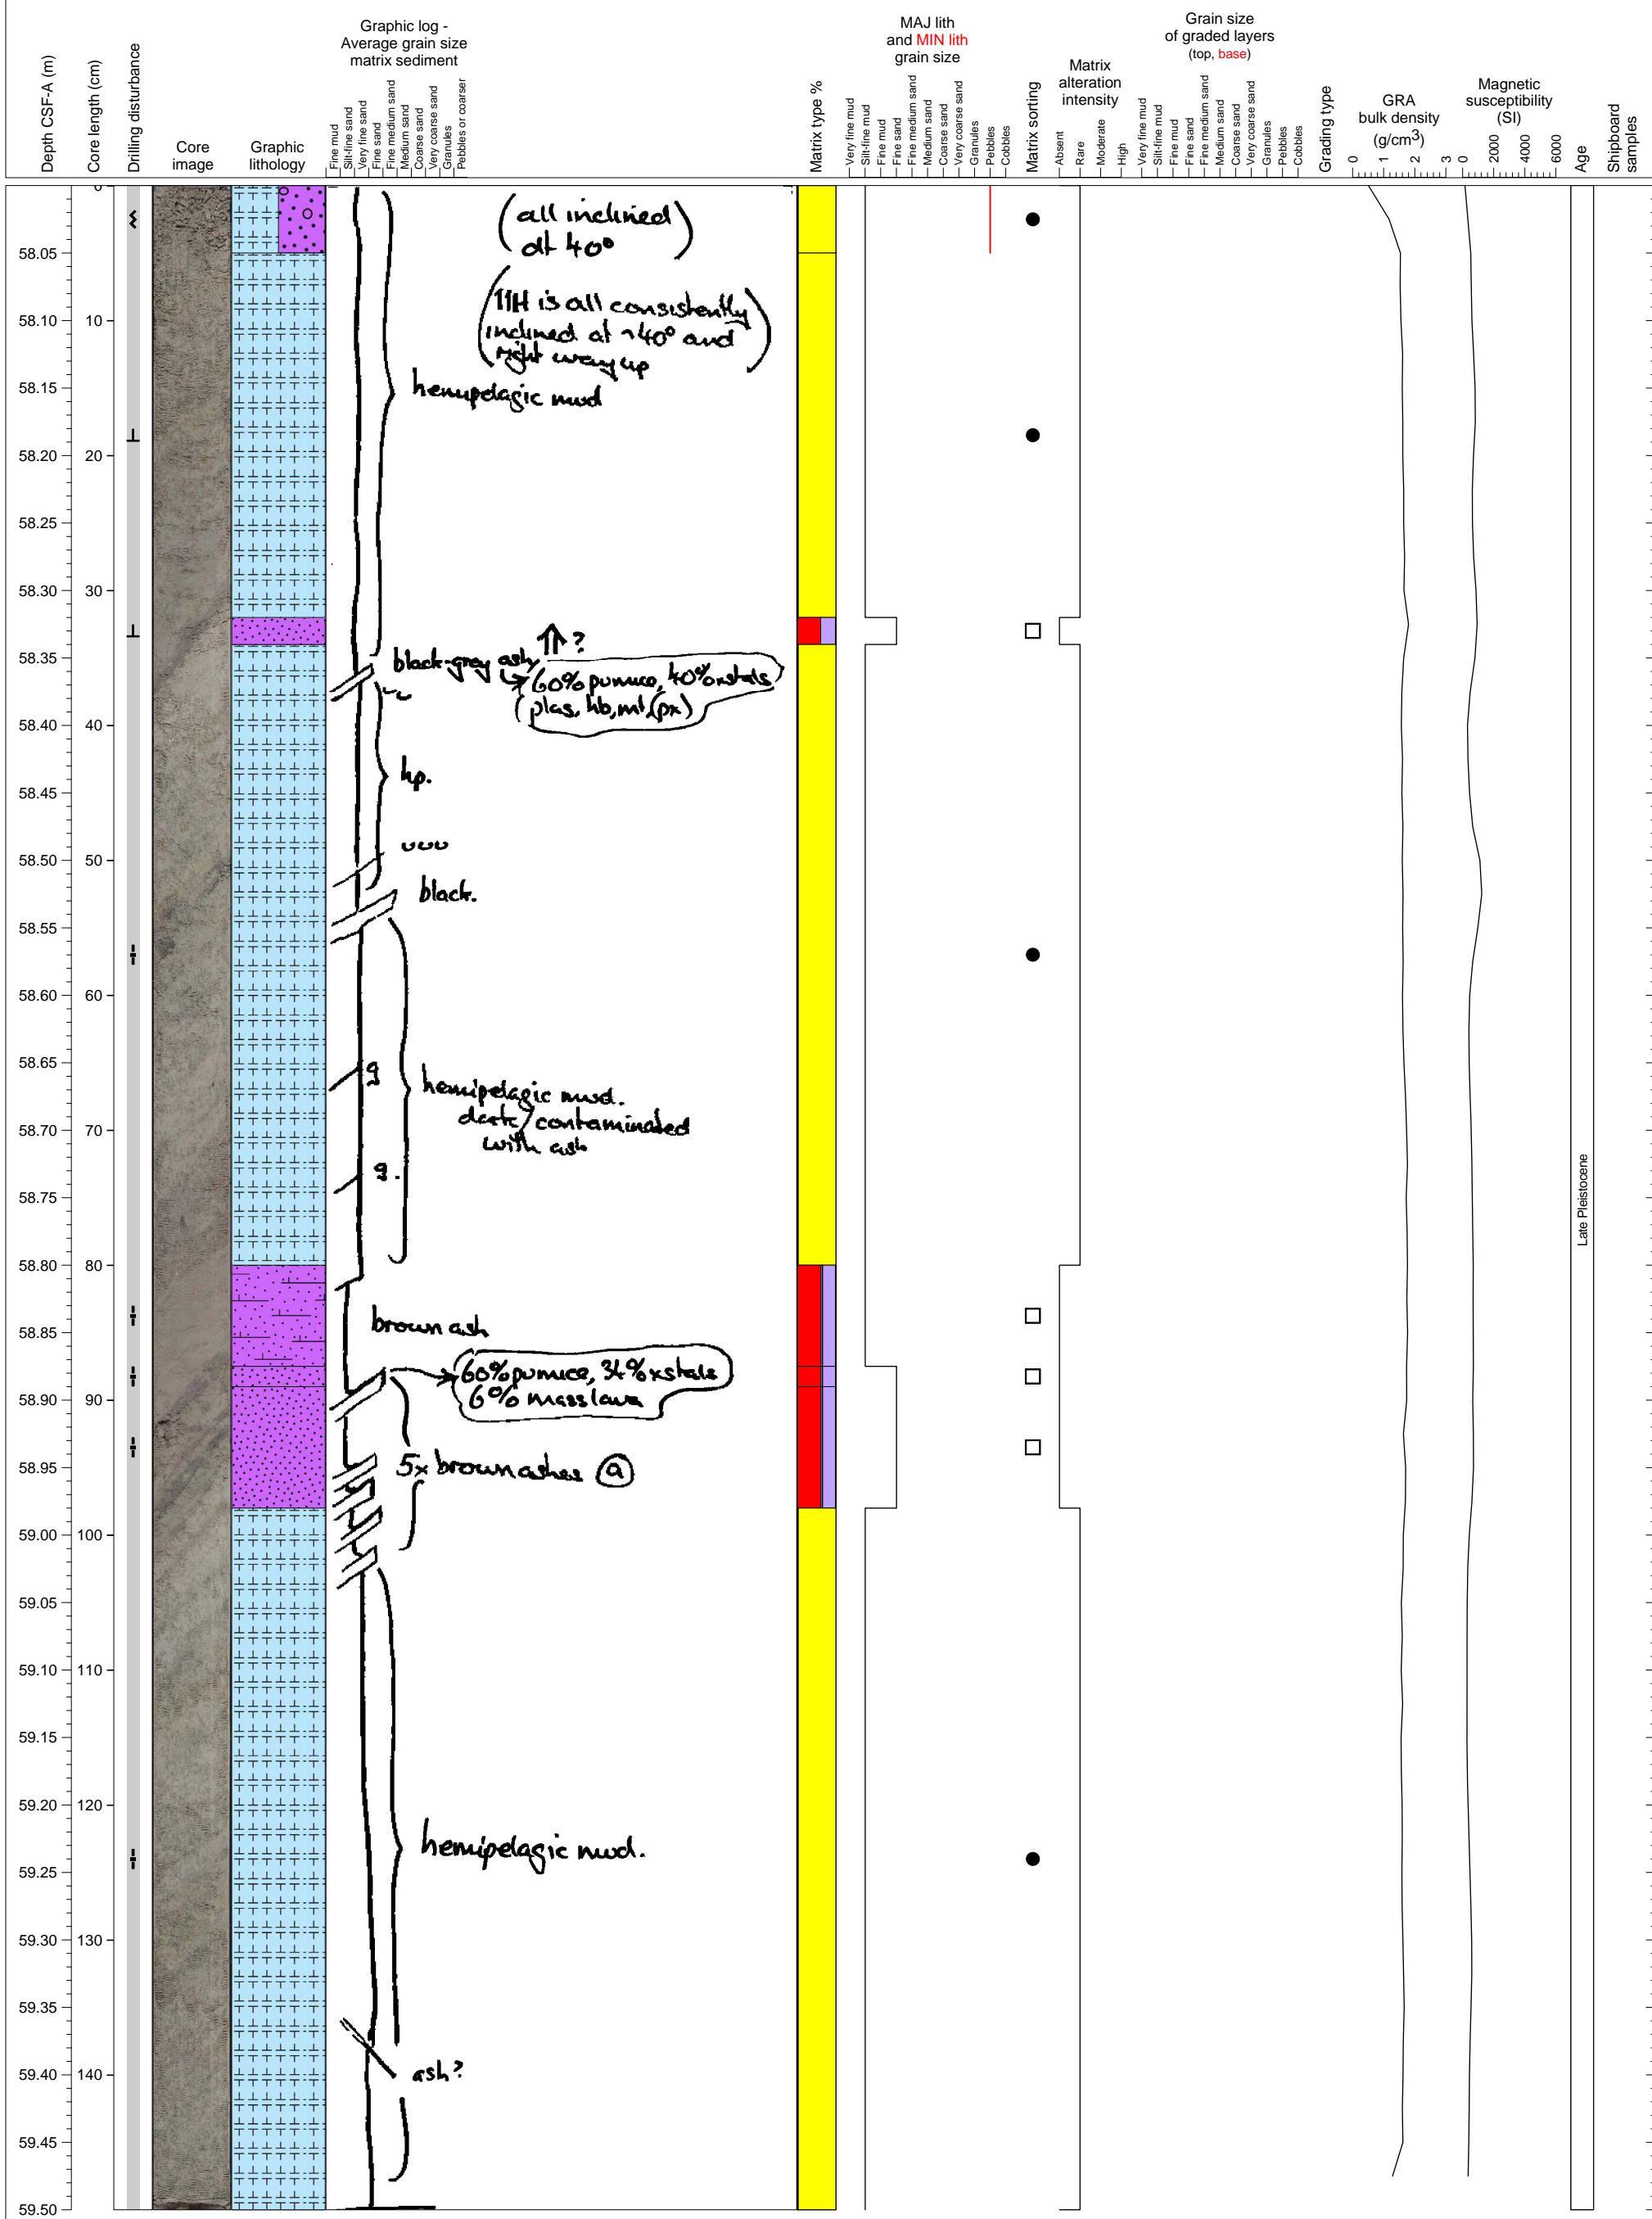 Depth CSF-A (m)
Core length (cm)
Drilling disturbance
Core
image
Graphic
lithology
Graphic log -
Average grain size
matrix sediment
Fine mud
Silt-fine sand
Very fine sand
Fine sand
Fine medium sand
Medium sand
Coarse sand
Very coarse sand
Granules
Pebbles or coarser
Matrix type %
MAJ lith
and MIN lith
grain size
Very fine mud
Silt-fine mud
Fine mud
Fine sand
Fine medium sand
Medium sand
Coarse sand
Very coarse sand
Granules
Pebbles
Cobbles
Matrix sorting
Matrix
alteration
intensity
Absent
Rare
Moderate
High
Grain size
of graded layers
(top, base)
Very fine mud
Silt-fine mud
Fine mud
Fine sand
Fine medium sand
Medium sand
Coarse sand
Very coarse sand
Granules
Pebbles
Cobbles
Grading type
GRA
bulk density
(g/cm3)
0 1 2 3
Magnetic
susceptibility
(SI)
0 2000 4000 6000
Age
Shipboard
samples
0
58.05
58.10 10
58.15
58.20 20
58.25
58.30 30
58.35
58.40 40
58.45
58.50 50
58.55
58.60 60
58.65
58.70 70
58.75
58.80 80
58.85
58.90 90
58.95
59.00 100
59.05
59.10 110
59.15
59.20 120
59.25
59.30 130
59.35
59.40 140
59.45
59.50
(all inclined
at 40°)
(11H is all consistently
inclined at ~40° and
right way up)
hemipelagic mud
⇑ ?
black-grey ash
60% pumice, 40% xstals
(plas, hb, mt, (px)
hp.
black.
g
hemipelagic mud.
dark / contaminated
with ash
g.
brown ash
60% pumice, 34% xstals
6% mass lava
5x brown ashes ⓐ
hemipelagic mud.
ash?
Late Pleistocene